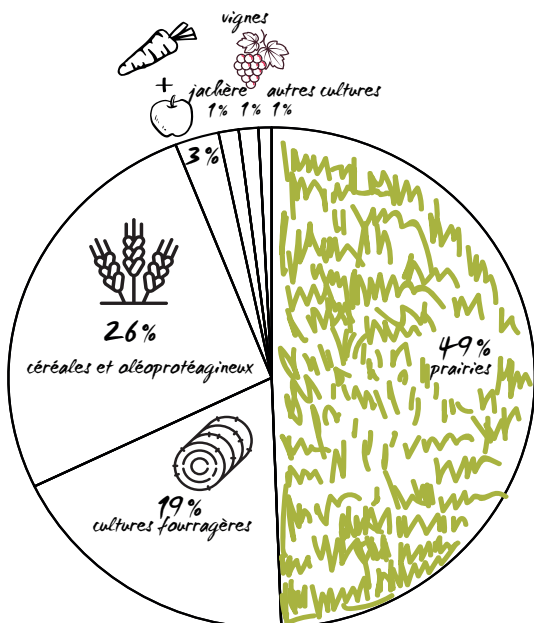 vignes
+
jachère autres cultures
1% 1% 1%
3%
26%
céréales et oléoprotéagineux
49%
prairies
19%
cultures fourragères